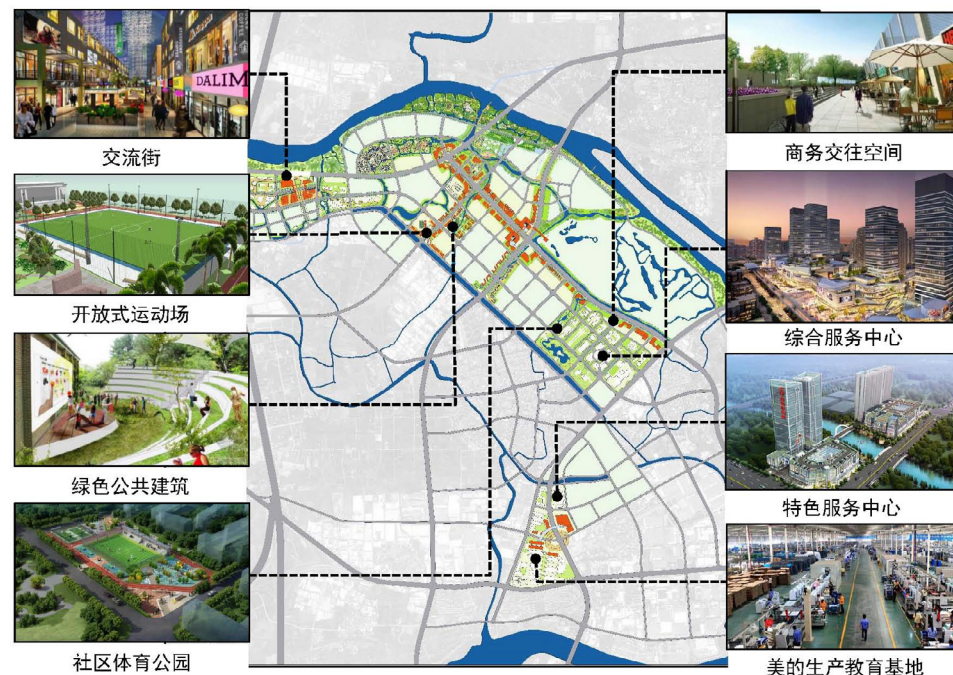 DALIM
交流街
开放式运动场
绿色公共建筑
社区体育公园
商务交往空间
综合服务中心
特色服务中心
美的生产教育基地